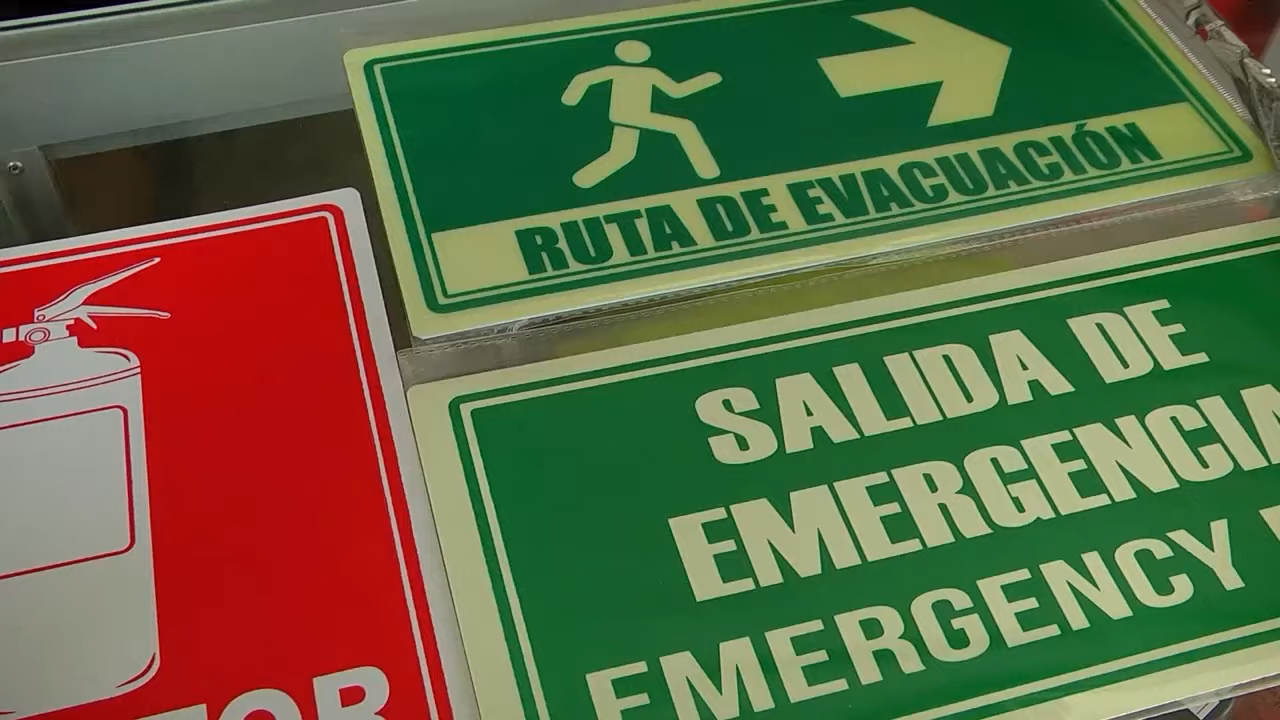 RUTA DE EVACUACIÓN
SALIDA DE
EMERGENCIA
EMERGENCY